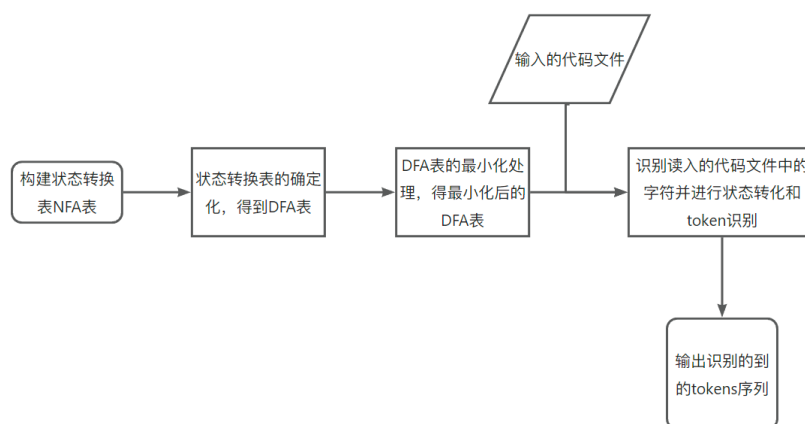 输入的代码文件
构建状态转换
表NFA表
状态转换表的确定
化，得到DFA表
DFA表的最小化处
理，得最小化后的
DFA表
识别读入的代码文件中的
字符并进行状态转化和
token识别
输出识别的到
的tokens序列